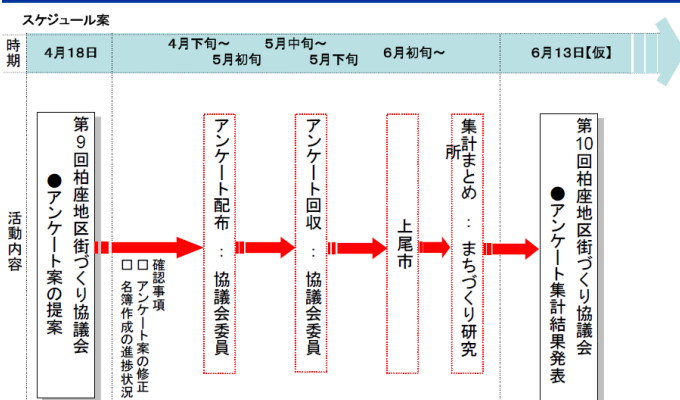 スケジュール案
時期
4月18日
4月下旬~
5月初旬
5月中旬~
5月下旬
6月初旬~
6月13日【仮】
活動内容
第9回柏座地区街づくり協議会
●アンケート案の提案
確認事項
□ アンケート案の修正
□ 名簿作成の進捗状況
アンケート配布 : 協議会委員
アンケート回収 : 協議会委員
上尾市
集計まとめ : まちづくり研究
所
第10回柏座地区街づくり協議会
●アンケート集計結果発表